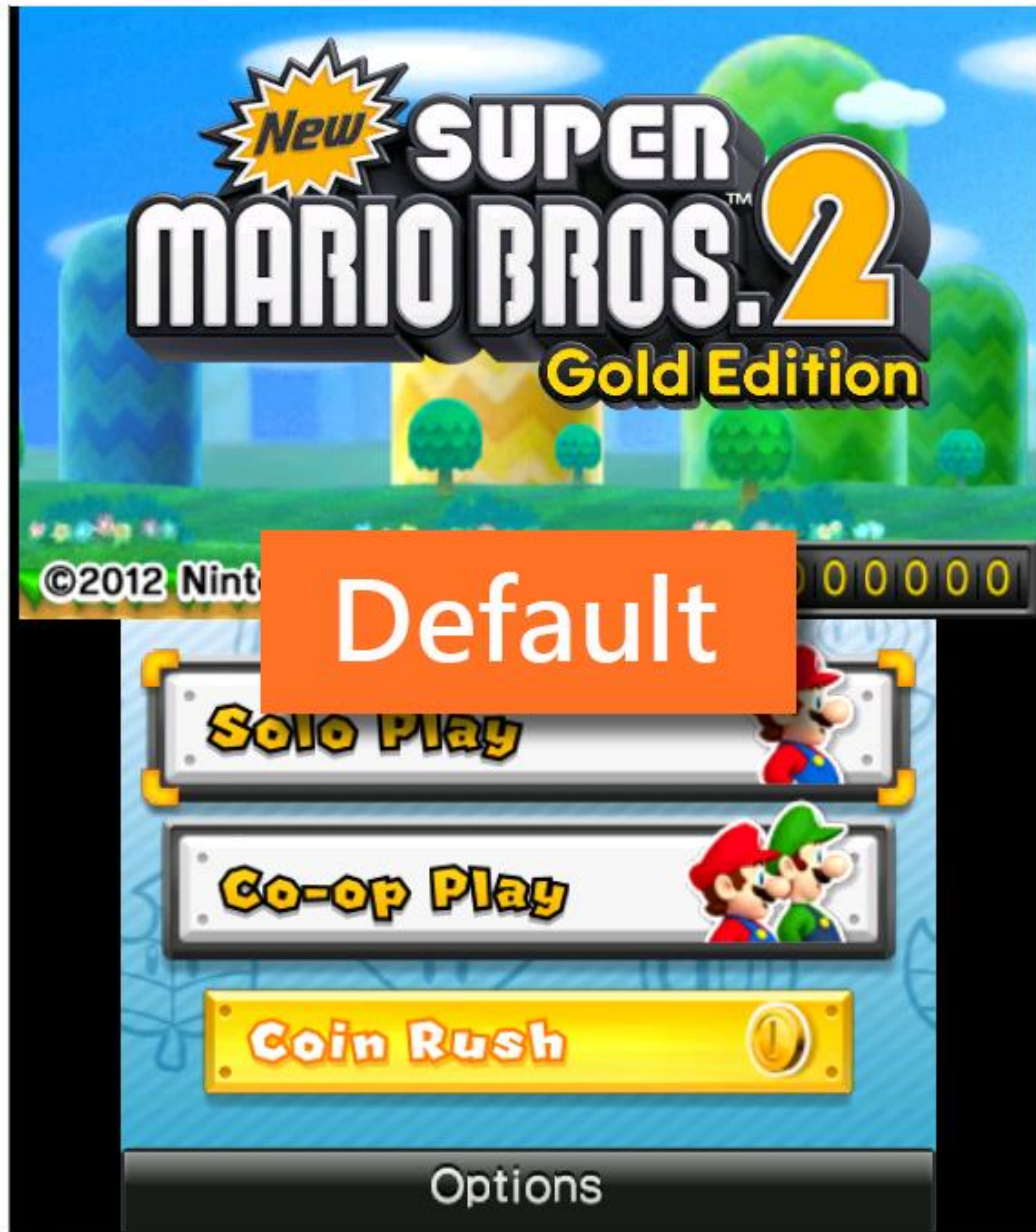 New SUPER
MARIO BROS.™ 2
Gold Edition
©2012 Nint
000000
Default
Solo Play
Co-op Play
Coin Rush
Options